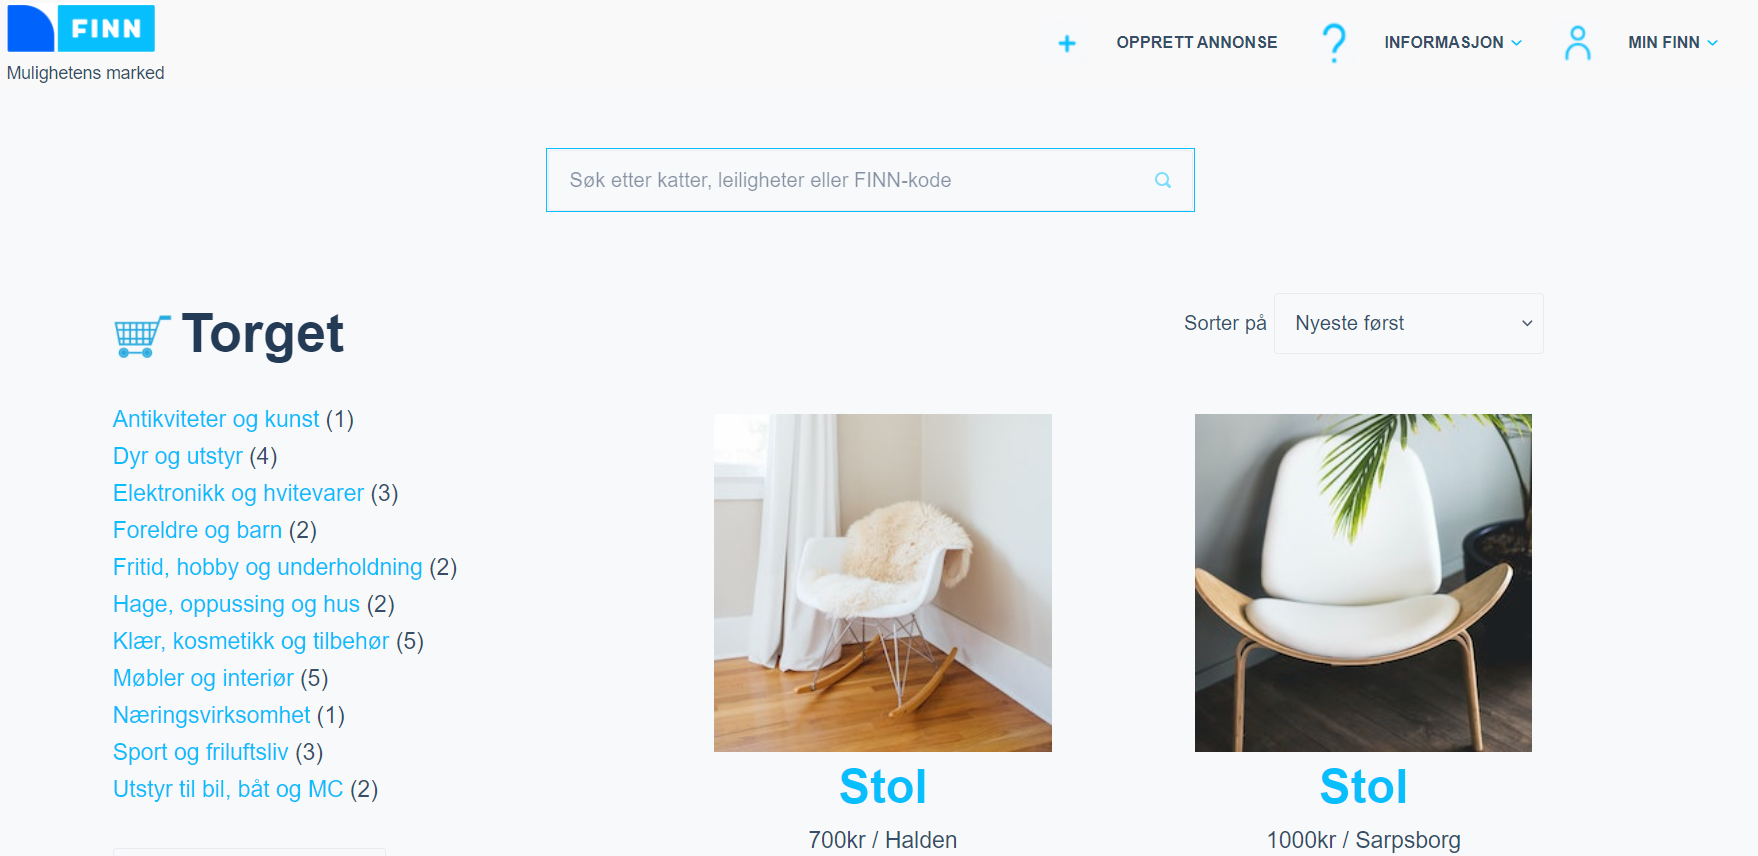 FINN
Mulighetens marked
OPPRETT ANNONSE
INFORMASJON
MIN FINN
Søk etter katter, leiligheter eller FINN-kode
Torget
Sorter på
Nyeste først
Antikviteter og kunst (1)
Dyr og utstyr (4)
Elektronikk og hvitevarer (3)
Foreldre og barn (2)
Fritid, hobby og underholdning (2)
Hage, oppussing og hus (2)
Klær, kosmetikk og tilbehør (5)
Møbler og interiør (5)
Næringsvirksomhet (1)
Sport og friluftsliv (3)
Utstyr til bil, båt og MC (2)
Stol
700kr / Halden
Stol
1000kr / Sarpsborg